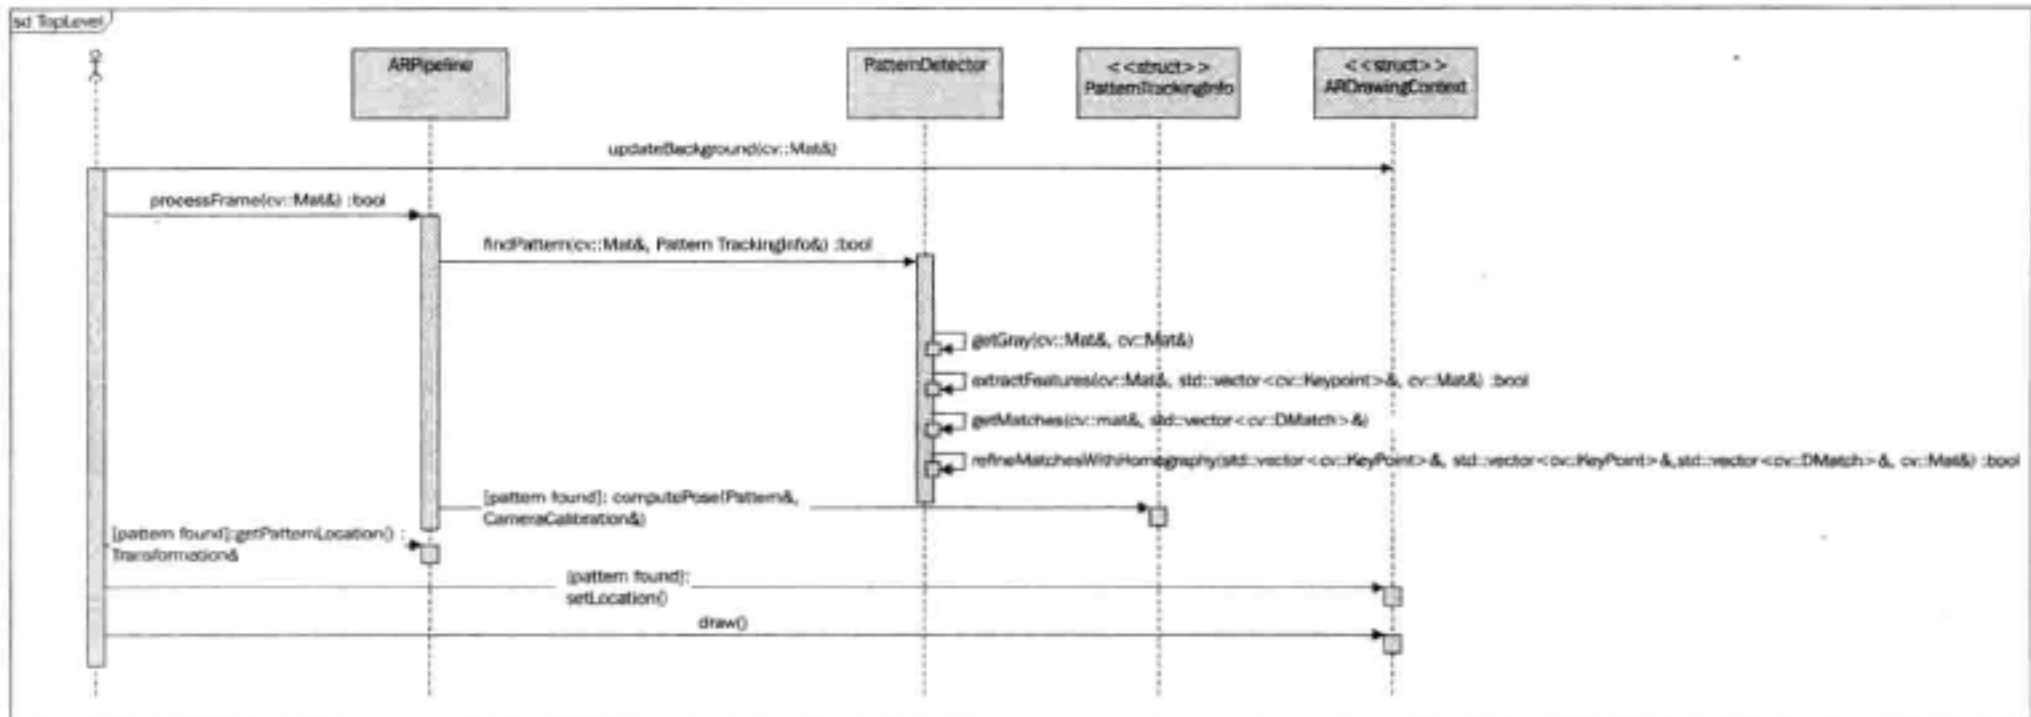 sd TopLevel
ARPipeline
PatternDetector
<<struct>>
PatternTrackingInfo
<<struct>>
ARDrawingContext
updateBackground(cv::Mat&)
processFrame(cv::Mat&) :bool
findPattern(cv::Mat&, Pattern TrackingInfo&) :bool
getGray(cv::Mat&, cv::Mat&)
extractFeatures(cv::Mat&, std::vector<cv::Keypoint>&, cv::Mat&) :bool
getMatches(cv::mat&, std::vector<cv::DMatch>&)
refineMatchesWithHomography(std::vector<cv::KeyPoint>&, std::vector<cv::KeyPoint>&,std::vector<cv::DMatch>&, cv::Mat&) :bool
[pattern found]: computePose(Pattern&,
CameraCalibration&)
[pattern found]:getPatternLocation() :
Transformation&
[pattern found]:
setLocation()
draw()